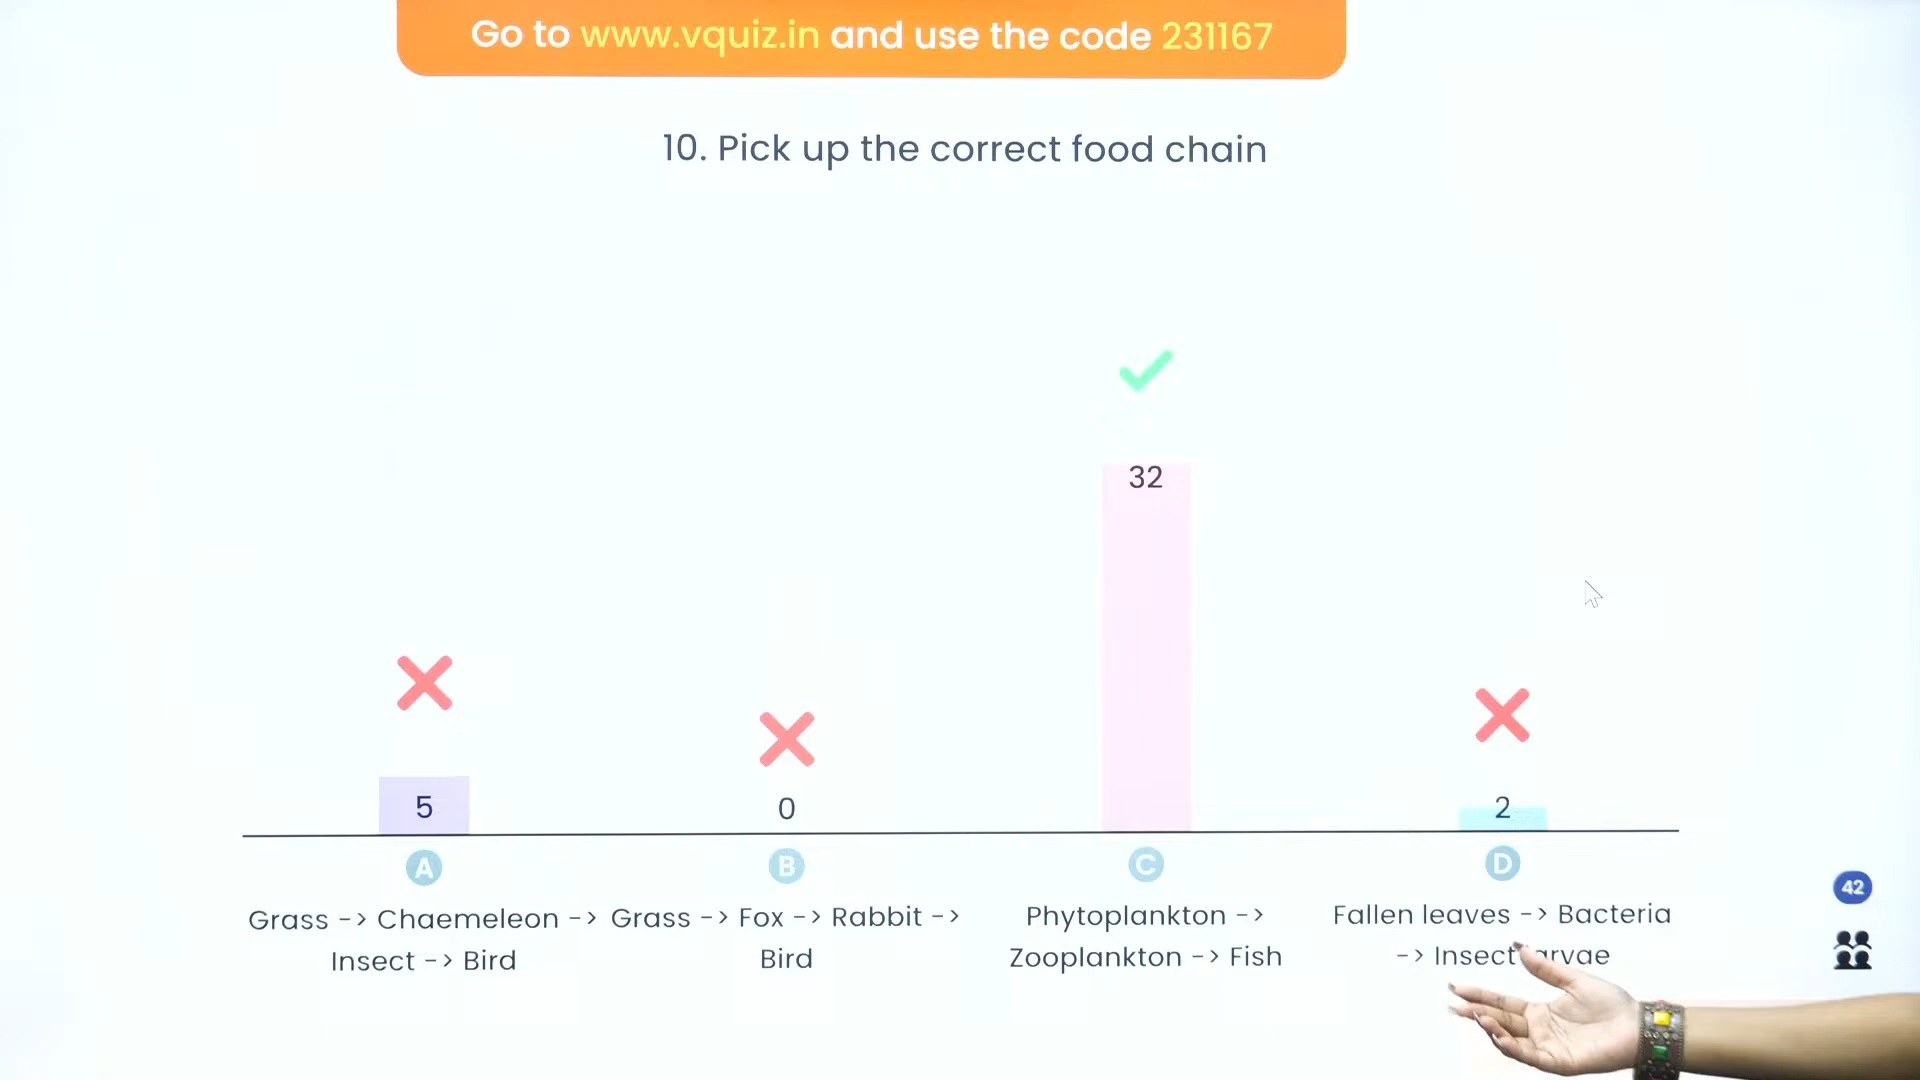 Go to www.vquiz.in and use the code 231167
10. Pick up the correct food chain
32
5
0
2
A
B
C
D
Grass -> Chaemeleon ->
Insect -> Bird
Grass -> Fox -> Rabbit ->
Bird
Phytoplankton ->
Zooplankton -> Fish
Fallen leaves -> Bacteria
-> Insect
42